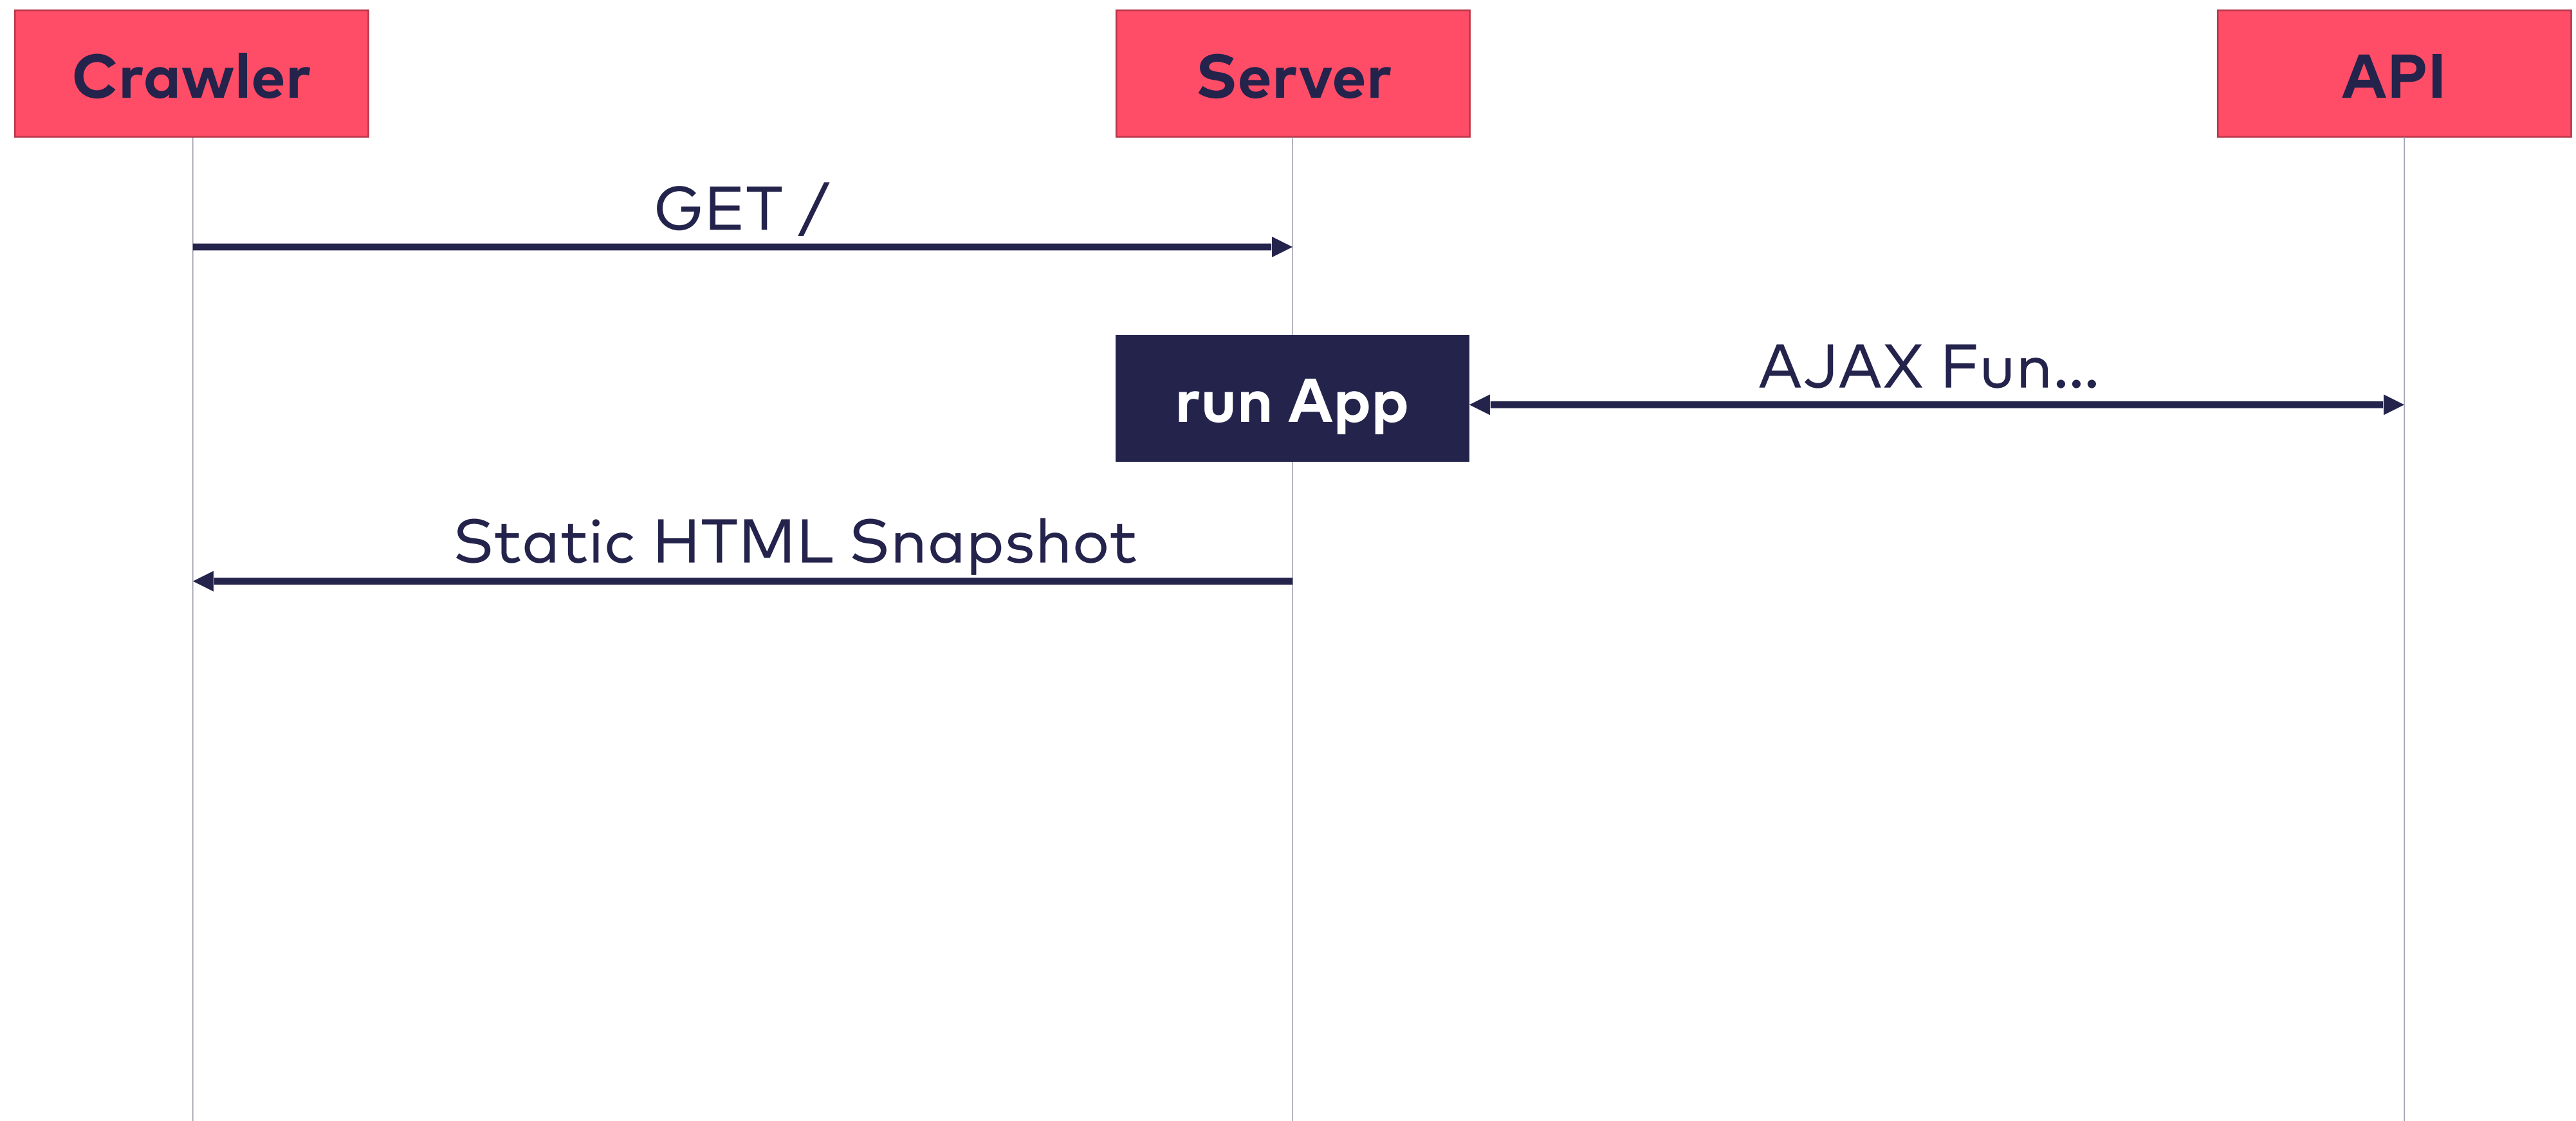 Crawler
Server
API
GET /
run App
AJAX Fun...
Static HTML Snapshot